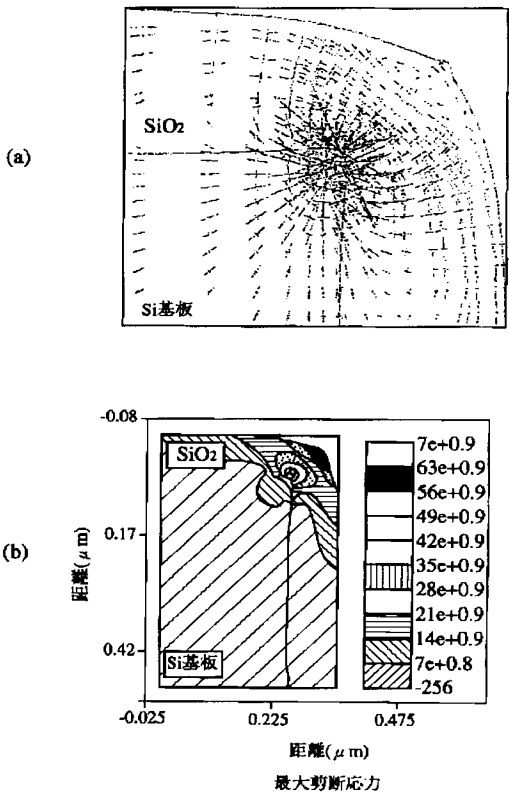 (a)
SiO2
Si基板
(b)
-0.08
0.17
0.42
距離(μm)
SiO2
Si基板
-0.025
0.225
0.475
距離(μm)
最大剪断応力
7e+0.9
63e+0.9
56e+0.9
49e+0.9
42e+0.9
35e+0.9
28e+0.9
21e+0.9
14e+0.9
7e+0.8
-256